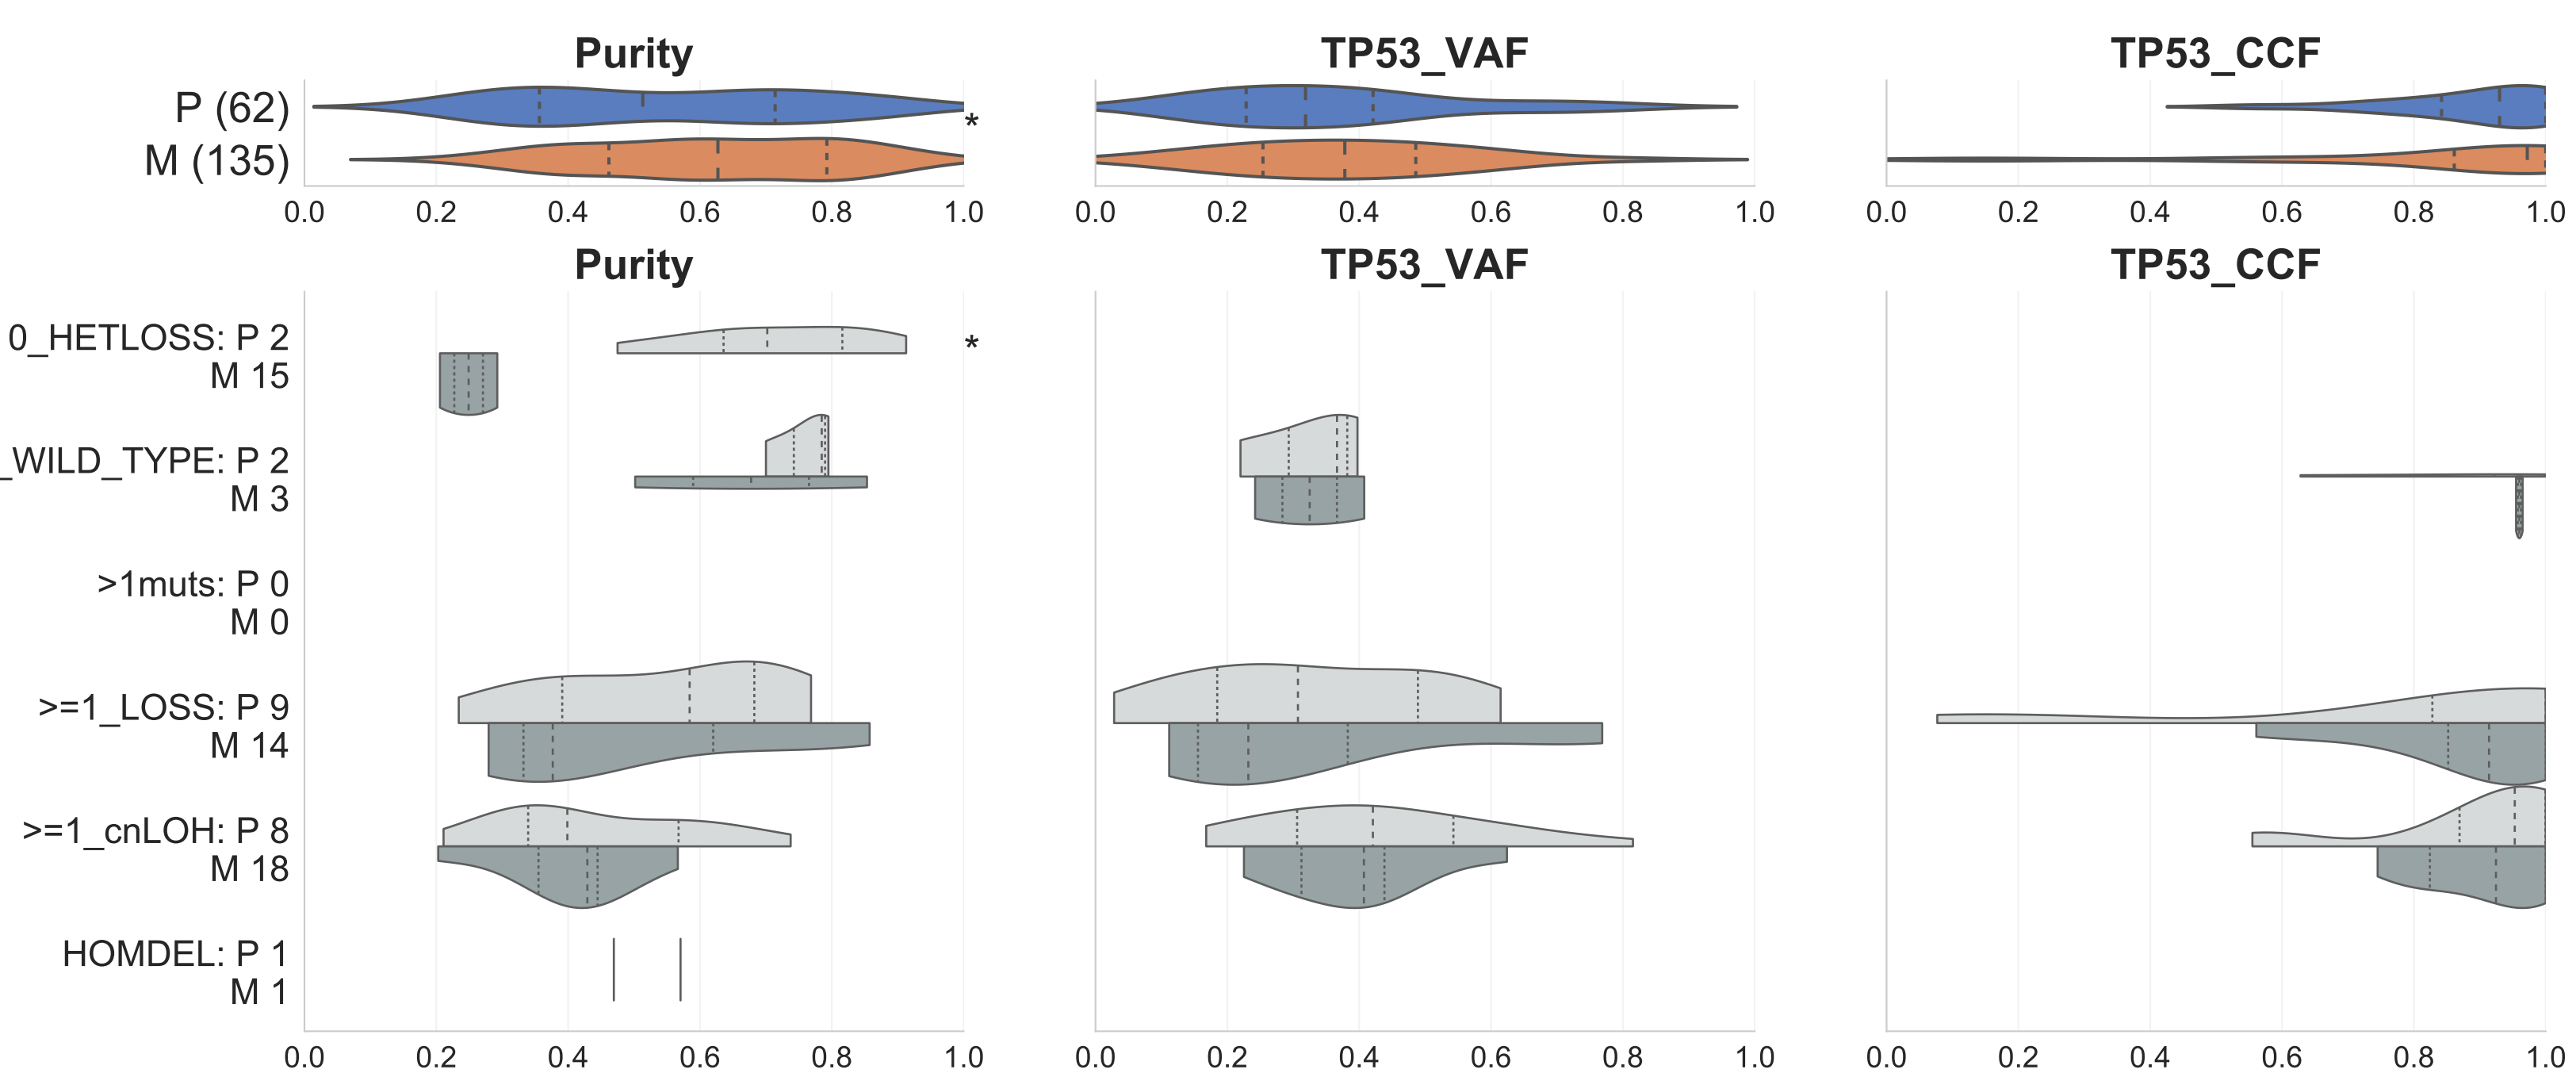 Purity TP53_VAF TP53_CCF
P (62)
*
M (135)
0.0 0.2 0.4 0.6 0.8 1.0 0.0 0.2 0.4 0.6 0.8 1.0 0.0 0.2 0.4 0.6 0.8 1.0
Purity TP53_VAF TP53_CCF
0_HETLOSS: P 2
*
M 15
_WILD_TYPE: P 2
M 3
>1muts: P 0
M 0
>=1_LOSS: P 9
M 14
>=1_cnLOH: P 8
M 18
HOMDEL: P 1
M 1
0.0 0.2 0.4 0.6 0.8 1.0 0.0 0.2 0.4 0.6 0.8 1.0 0.0 0.2 0.4 0.6 0.8 1.0